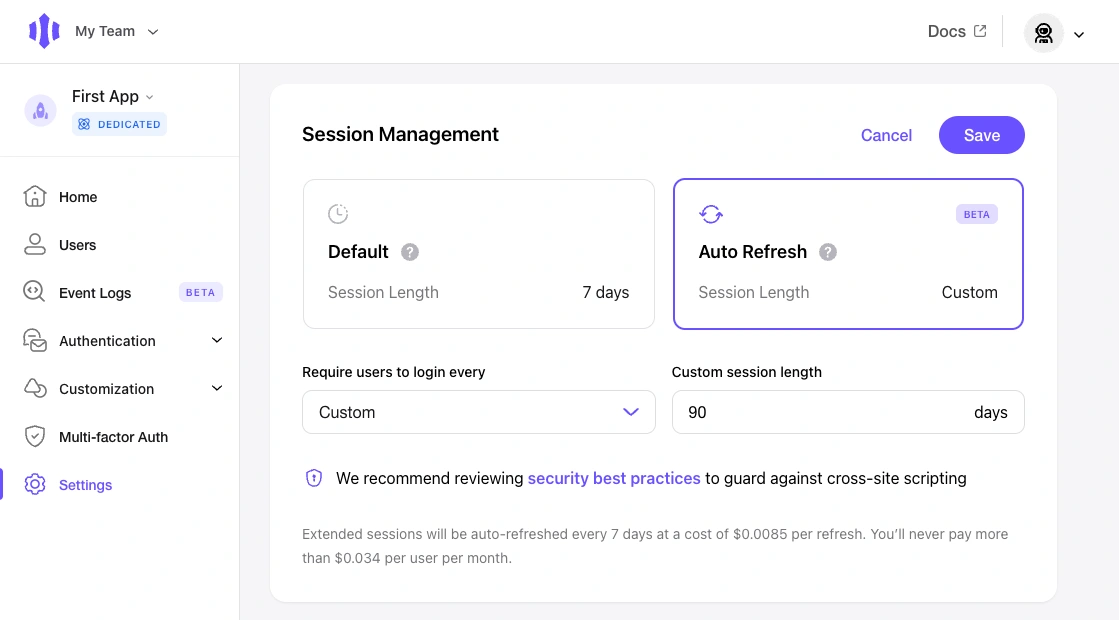 My Team
Docs
First App
DEDICATED
Home
Users
Event Logs BETA
Authentication
Customization
Multi-factor Auth
Settings
Session Management
Cancel
Save
Default ?
Session Length 7 days
BETA
Auto Refresh ?
Session Length Custom
Require users to login every
Custom
Custom session length
90 days
We recommend reviewing security best practices to guard against cross-site scripting
Extended sessions will be auto-refreshed every 7 days at a cost of $0.0085 per refresh. You’ll never pay more
than $0.034 per user per month.